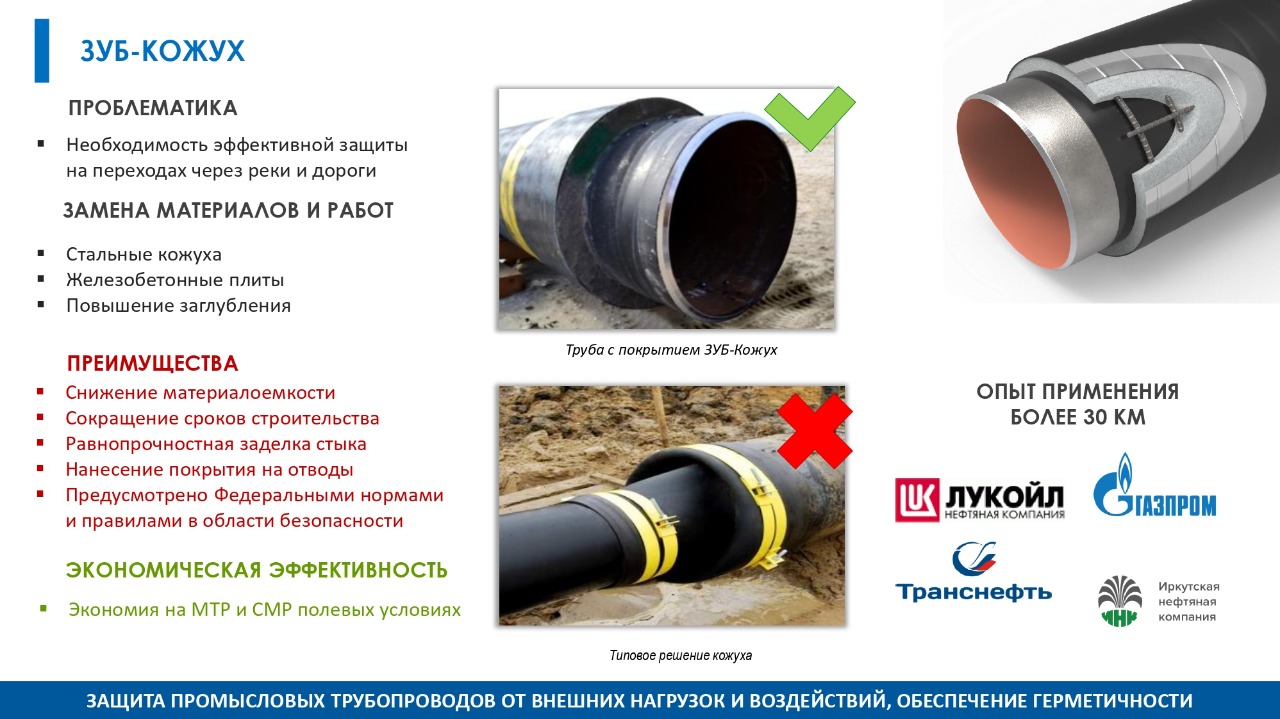 ЗУБ-КОЖУХ
ПРОБЛЕМАТИКА
▪ Необходимость эффективной защиты
на переходах через реки и дороги
ЗАМЕНА МАТЕРИАЛОВ И РАБОТ
▪ Стальные кожуха
▪ Железобетонные плиты
▪ Повышение заглубления
ПРЕИМУЩЕСТВА
▪ Снижение материалоемкости
▪ Сокращение сроков строительства
▪ Равнопрочностная заделка стыка
▪ Нанесение покрытия на отводы
▪ Предусмотрено Федеральными нормами
и правилами в области безопасности
ЭКОНОМИЧЕСКАЯ ЭФФЕКТИВНОСТЬ
▪ Экономия на МТР и СМР полевых условиях
Труба с покрытием ЗУБ-Кожух
Типовое решение кожуха
ОПЫТ ПРИМЕНЕНИЯ
БОЛЕЕ 30 КМ
ЛУКОЙЛ
НЕФТЯНАЯ КОМПАНИЯ
ГАЗПРОМ
Транснефть
ИНК
Иркутская
нефтяная
компания
ЗАЩИТА ПРОМЫСЛОВЫХ ТРУБОПРОВОДОВ ОТ ВНЕШНИХ НАГРУЗОК И ВОЗДЕЙСТВИЙ, ОБЕСПЕЧЕНИЕ ГЕРМЕТИЧНОСТИ